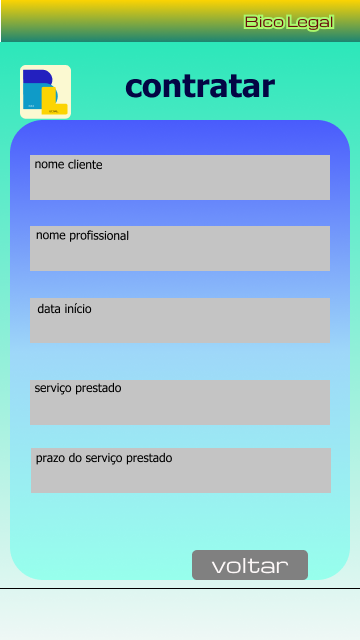 Bico Legal
contratar
nome cliente
nome profissional
data início
serviço prestado
prazo do serviço prestado
voltar